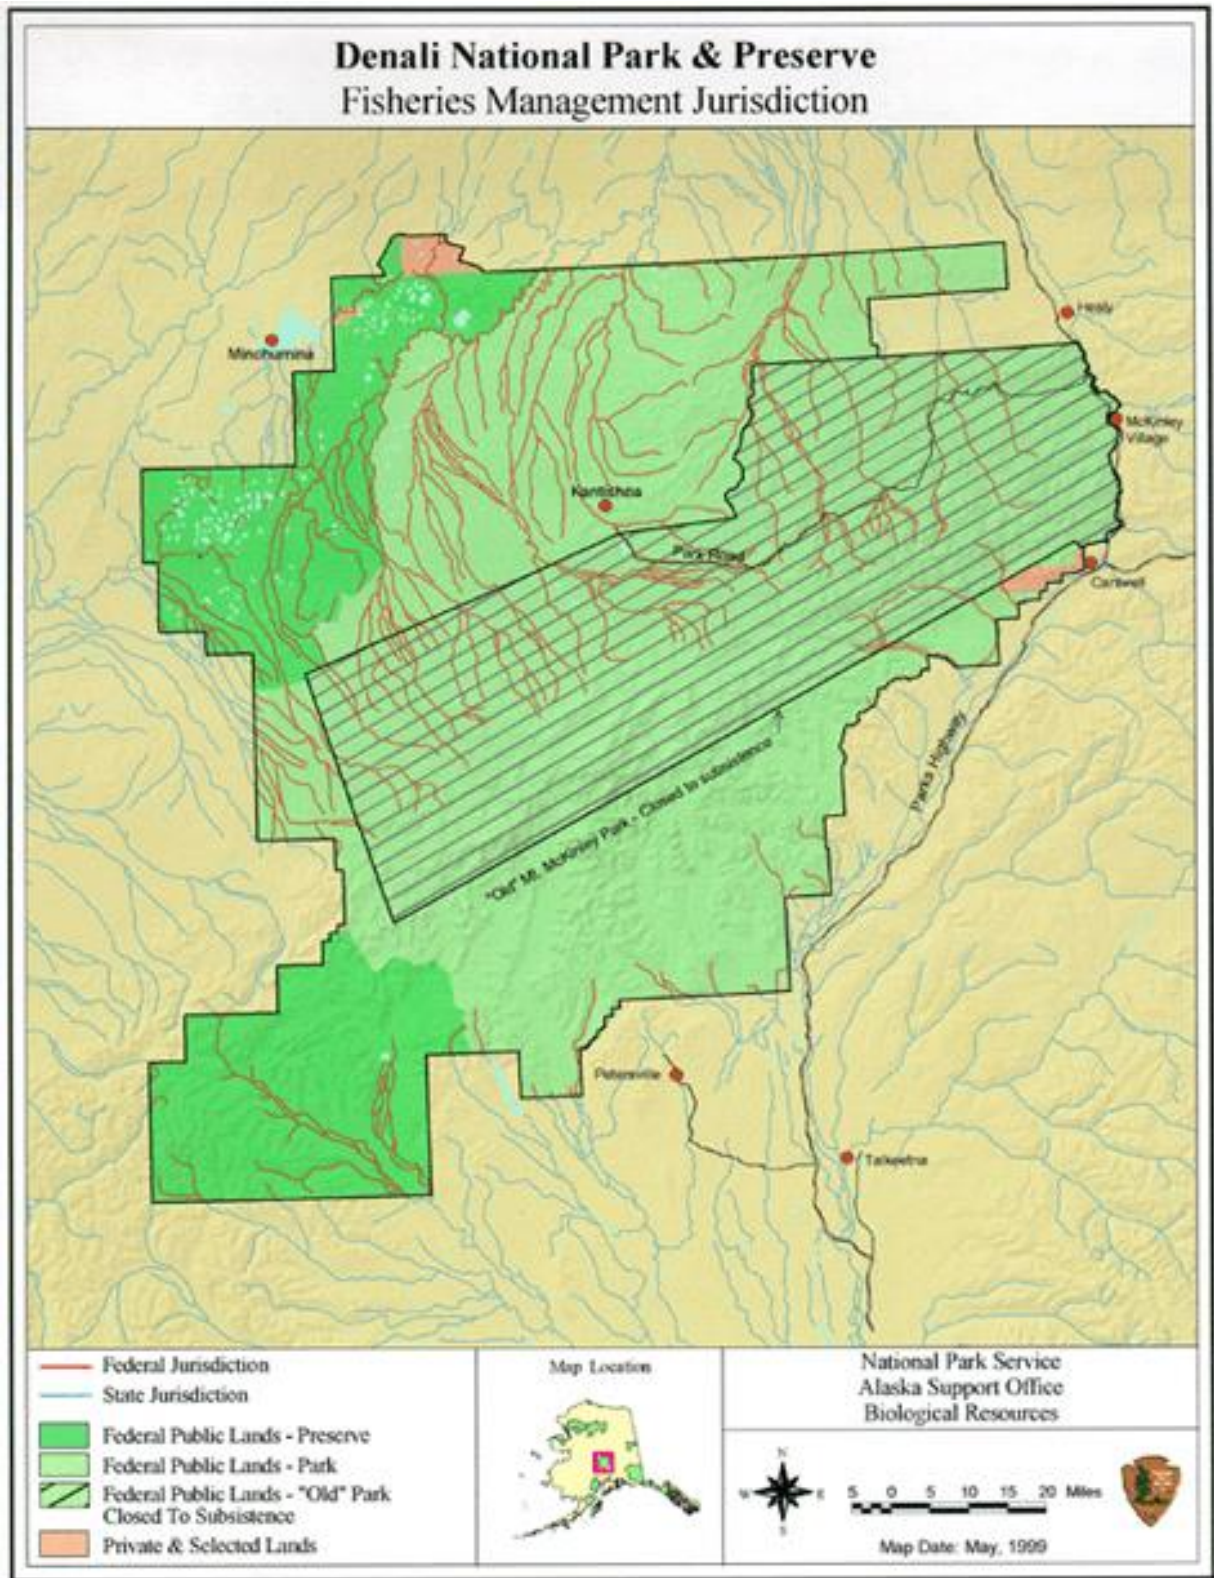 Denali National Park & Preserve
Fisheries Management Jurisdiction
Healy
Minchumina
McKinley
Village
Kantishna
Park Road
Cantwell
"Old" Mt. McKinley Park - Closed to subsistence
Parks Highway
Petersville
Talkeetna
Federal Jurisdiction
State Jurisdiction
Federal Public Lands - Preserve
Federal Public Lands - Park
Federal Public Lands - "Old" Park
Closed To Subsistence
Private & Selected Lands
Map Location
National Park Service
Alaska Support Office
Biological Resources
N
W E
S
5 0 5 10 15 20 Miles
Map Date: May, 1999